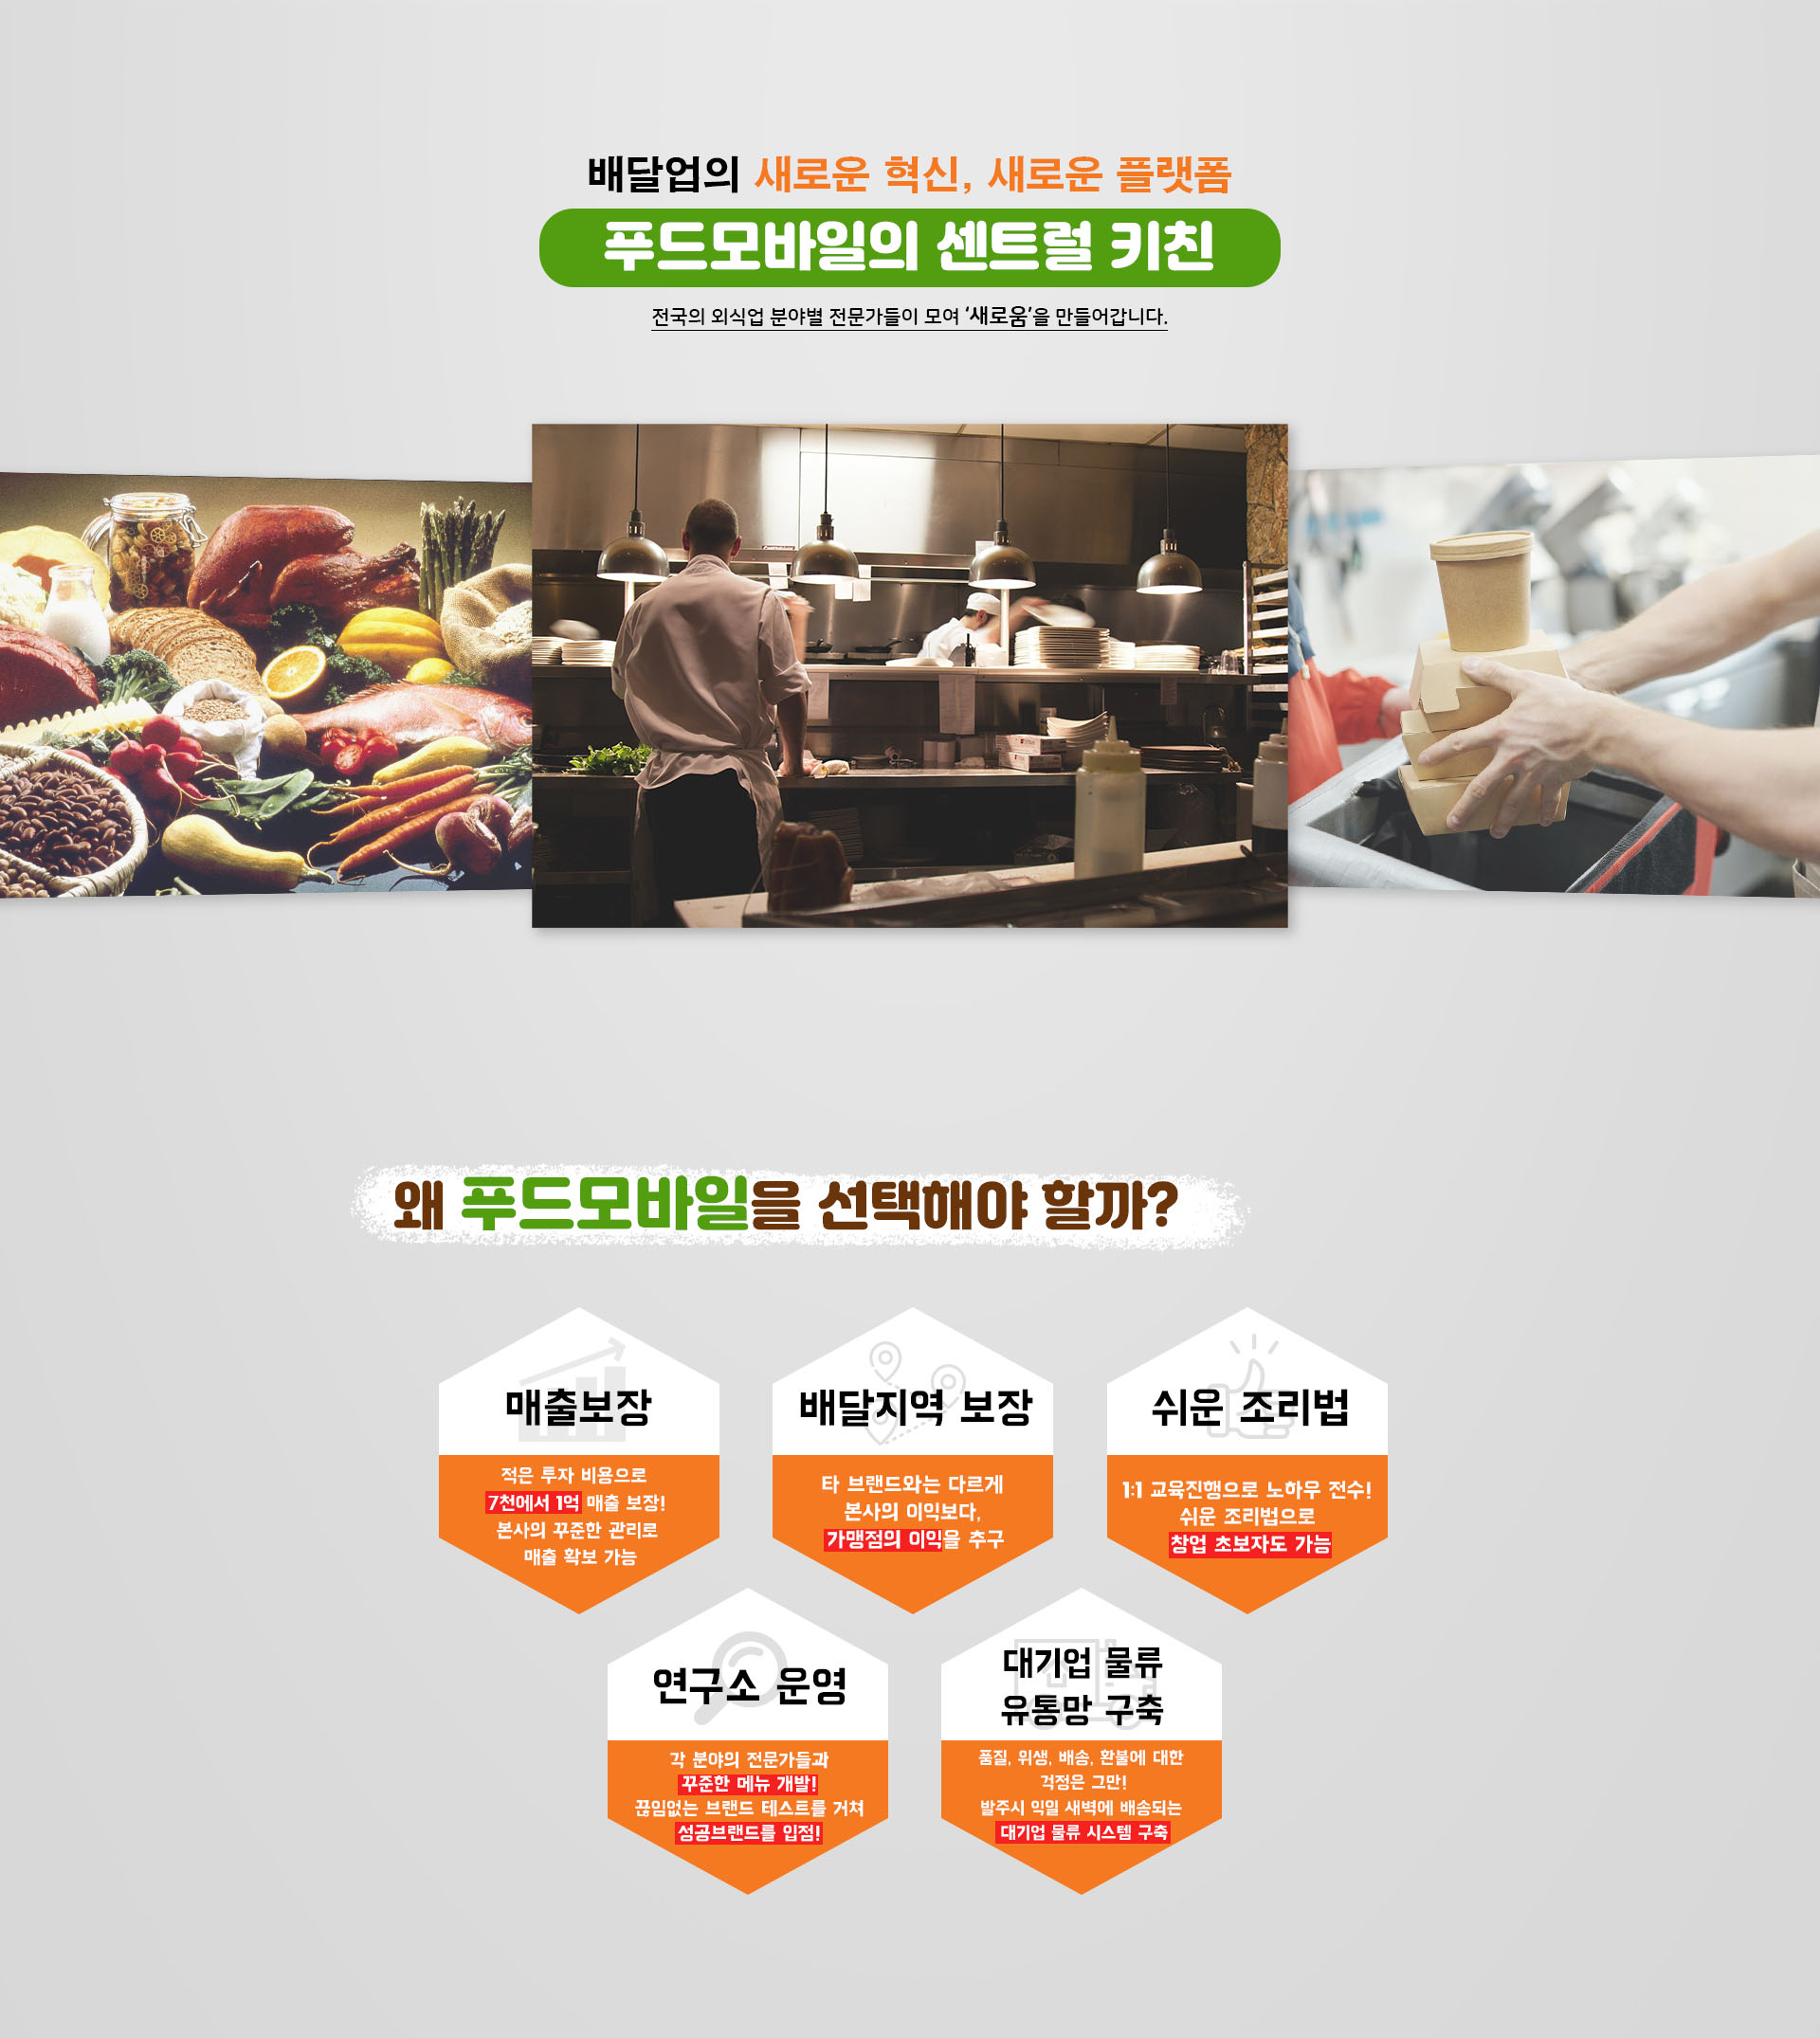 배달업의 새로운 혁신, 새로운 플랫폼
푸드모바일의 센트럴 키친
전국의 외식업 분야별 전문가들이 모여 ‘새로움’을 만들어갑니다.
왜 푸드모바일을 선택해야 할까?
매출보장
적은 투자 비용으로
7천에서 1억 매출 보장!
본사의 꾸준한 관리로
매출 확보 가능
배달지역 보장
타 브랜드와는 다르게
본사의 이익보다,
가맹점의 이익을 추구
쉬운 조리법
1:1 교육진행으로 노하우 전수!
쉬운 조리법으로
창업 초보자도 가능
연구소 운영
각 분야의 전문가들과
꾸준한 메뉴 개발!
끊임없는 브랜드 테스트를 거쳐
성공브랜드를 입점!
대기업 물류
유통망 구축
품질, 위생, 배송, 환불에 대한
걱정은 그만!
발주시 익일 새벽에 배송되는
대기업 물류 시스템 구축